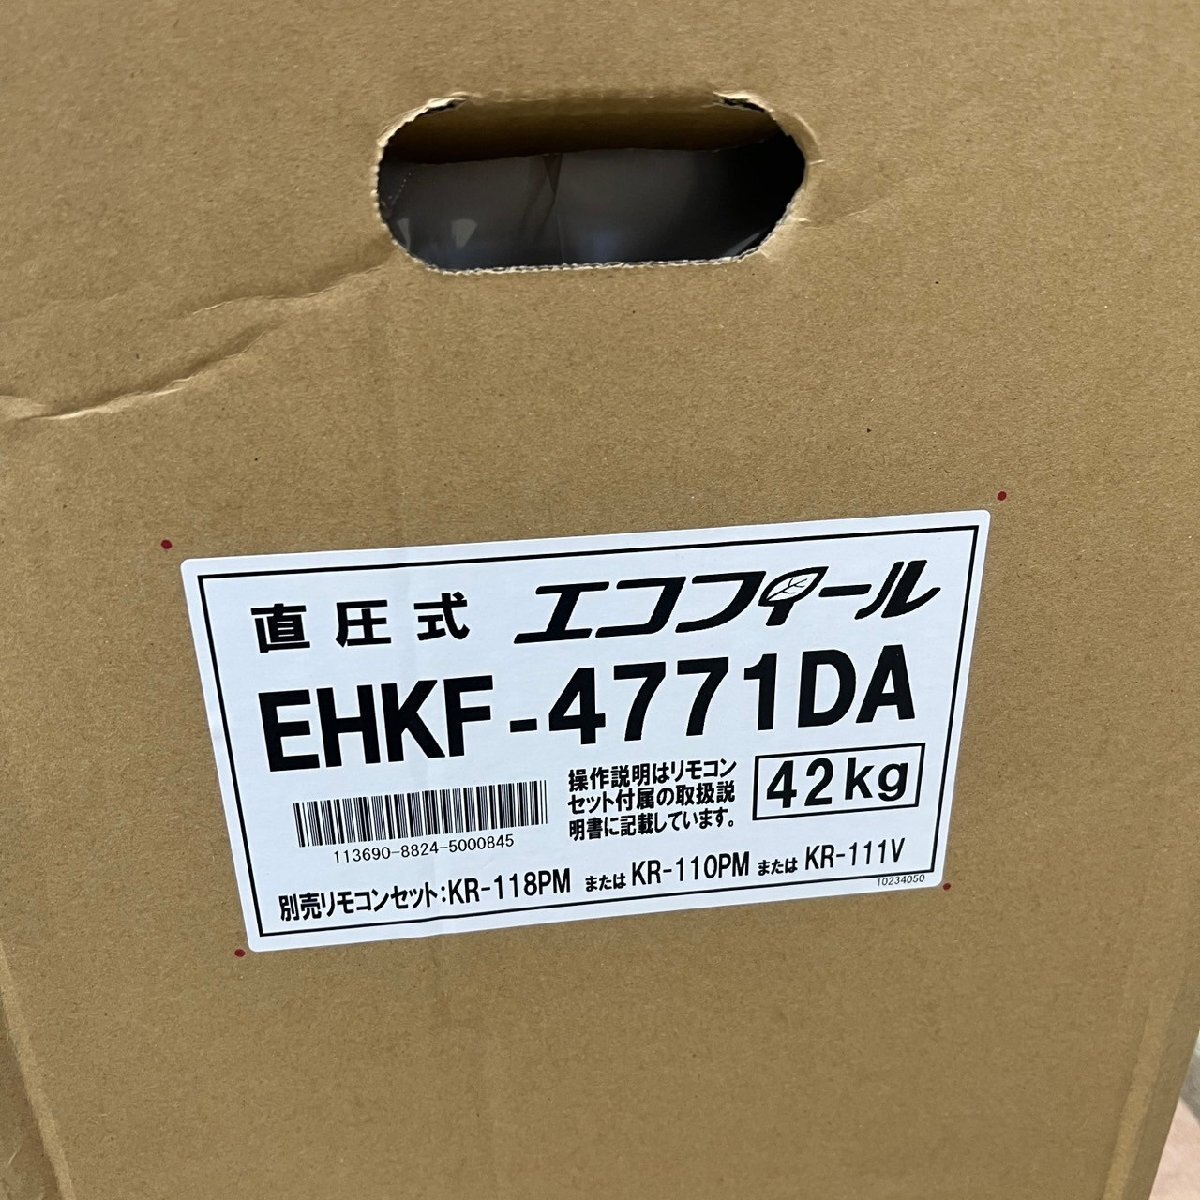 直圧式 エコフィール
EHKF-4771DA
操作説明はリモコン
セット付属の取扱説
明書に記載しています。
42kg
113690-8824-5000845
別売リモコンセット:KR-118PM または KR-110PM または KR-111V
10234050